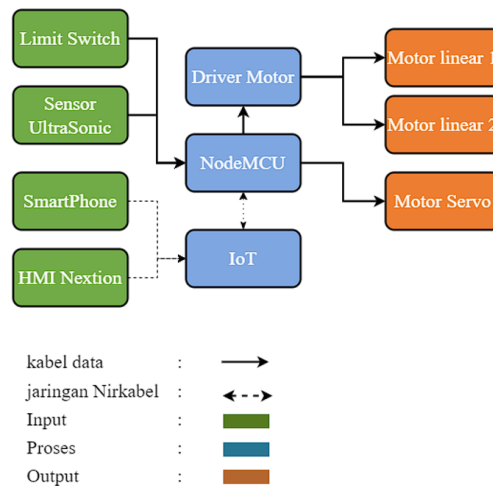 Limit Switch
Sensor
UltraSonic
SmartPhone
HMI Nextion
Driver Motor
NodeMCU
IoT
Motor linear 1
Motor linear 2
Motor Servo
kabel data :
jaringan Nirkabel :
Input :
Proses :
Output :